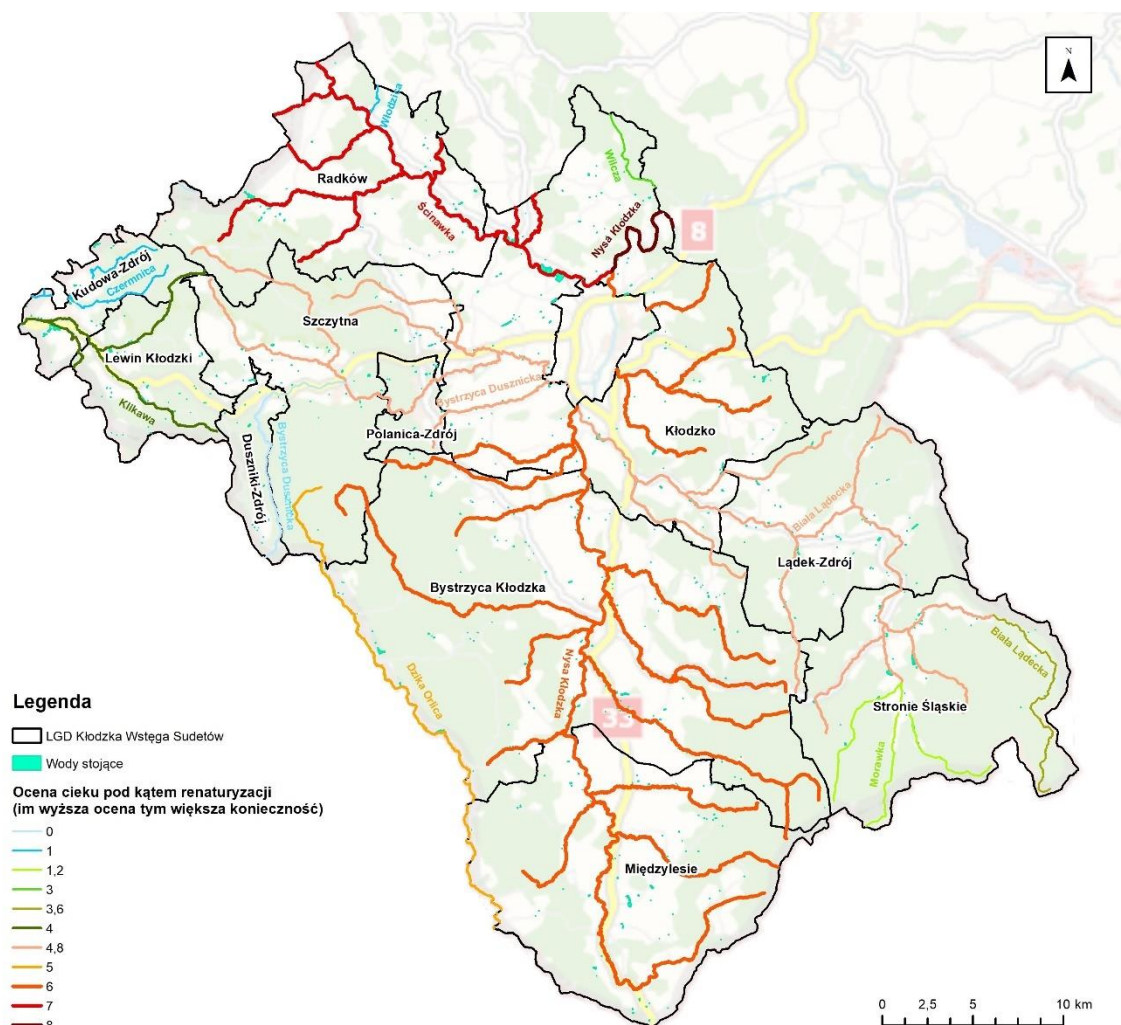 N
Włodzica
Wilcza
Radków
Ścinawka
Nysa Kłodzka
8
Kudowa-Zdrój
Czermnica
Szczytna
Lewin Kłodzki
Klikawa
Bystrzyca Dusznicka
Polanica-Zdrój
Kłodzko
Duszniki-Zdrój
Bystrzyca Dusznicka
Biała Lądecka
Lądek-Zdrój
Bystrzyca Kłodzka
Biała Lądecka
Dzika Orlica
Nysa Kłodzka
33
Stronie Śląskie
Morawka
Międzylesie
Legenda
LGD Kłodzka Wstęga Sudetów
Wody stojące
Ocena cieku pod kątem renaturyzacji
(im wyższa ocena tym większa konieczność)
0
1
1,2
3
3,6
4
4,8
5
6
7
8
0 2,5 5 10 km